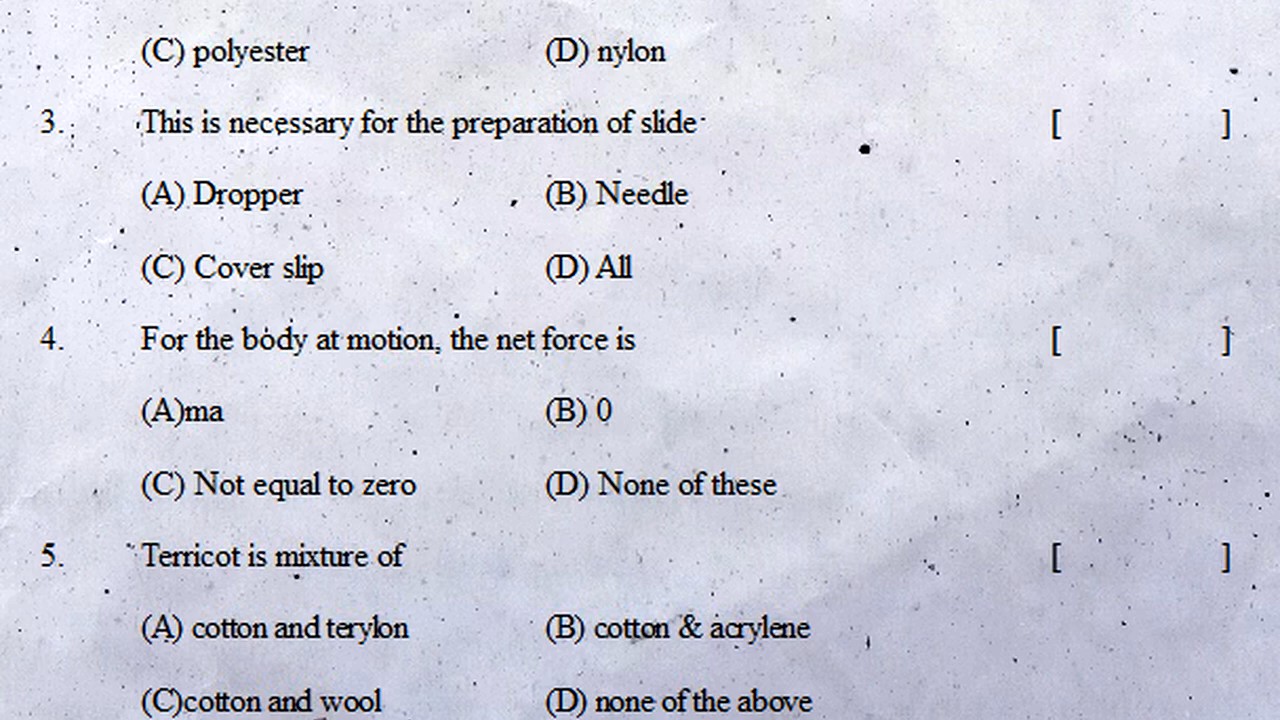 (C) polyester (D) nylon
3. This is necessary for the preparation of slide [ ]
(A) Dropper (B) Needle
(C) Cover slip (D) All
4. For the body at motion, the net force is [ ]
(A)ma (B) 0
(C) Not equal to zero (D) None of these
5. Terricot is mixture of [ ]
(A) cotton and terylon (B) cotton & acrylene
(C)cotton and wool (D) none of the above